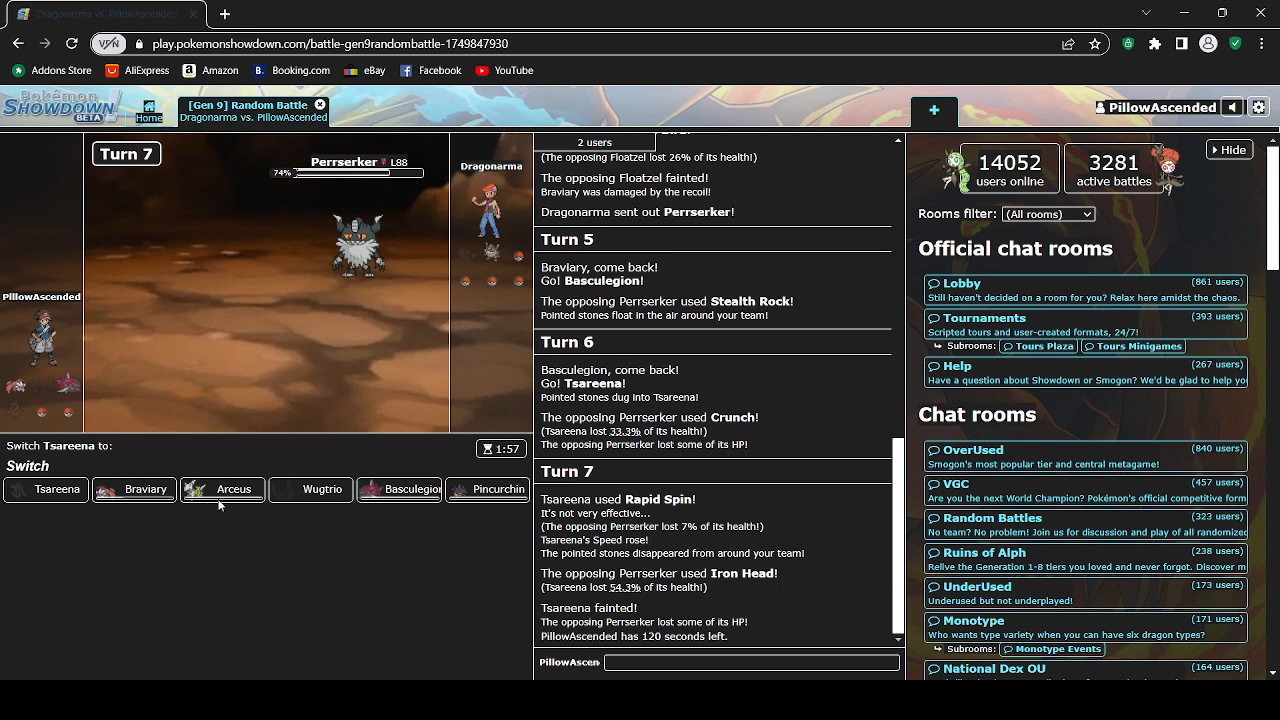 Dragonarma vs. PillowAscended
VPN
play.pokemonshowdown.com/battle-gen9randombattle-1749847930
Addons Store
AliExpress
Amazon
Booking.com
eBay
Facebook
YouTube
Pokémon
SHOWDOWN
BETA
Home
[Gen 9] Random Battle
Dragonarma vs. PillowAscended
PillowAscended
Turn 7
Perrserker L88
74%
Dragonarma
PillowAscended
Switch Tsareena to:
1:57
Switch
Tsareena
Braviary
Arceus
Wugtrio
Basculegion
Pincurchin
2 users
(The opposing Floatzel lost 26% of its health!)
The opposing Floatzel fainted!
Braviary was damaged by the recoil!
Dragonarma sent out Perrserker!
Turn 5
Braviary, come back!
Go! Basculegion!
The opposing Perrserker used Stealth Rock!
Pointed stones float in the air around your team!
Turn 6
Basculegion, come back!
Go! Tsareena!
Pointed stones dug into Tsareena!
The opposing Perrserker used Crunch!
(Tsareena lost 33.3% of its health!)
The opposing Perrserker lost some of its HP!
Turn 7
Tsareena used Rapid Spin!
It's not very effective...
(The opposing Perrserker lost 7% of its health!)
Tsareena's Speed rose!
The pointed stones disappeared from around your team!
The opposing Perrserker used Iron Head!
(Tsareena lost 54.3% of its health!)
Tsareena fainted!
The opposing Perrserker lost some of its HP!
PillowAscended has 120 seconds left.
PillowAscen
14052
users online
3281
active battles
Hide
Rooms filter: (All rooms)
Official chat rooms
Lobby (861 users)
Still haven't decided on a room for you? Relax here amidst the chaos.
Tournaments (393 users)
Scripted tours and user-created formats, 24/7!
Subrooms: Tours Plaza Tours Minigames
Help (267 users)
Have a question about Showdown or Smogon? We'd be glad to help yo
Chat rooms
OverUsed (840 users)
Smogon's most popular tier and central metagame!
VGC (457 users)
Are you the next World Champion? Pokémon's official competitive form
Random Battles (323 users)
No team? No problem! Join us for discussion and play of all randomize
Ruins of Alph (238 users)
Relive the Generation 1-8 tiers you loved and never forgot. Discover m
UnderUsed (173 users)
Underused but not underplayed!
Monotype (171 users)
Who wants type variety when you can have six dragon types?
Subrooms: Monotype Events
National Dex OU (164 users)